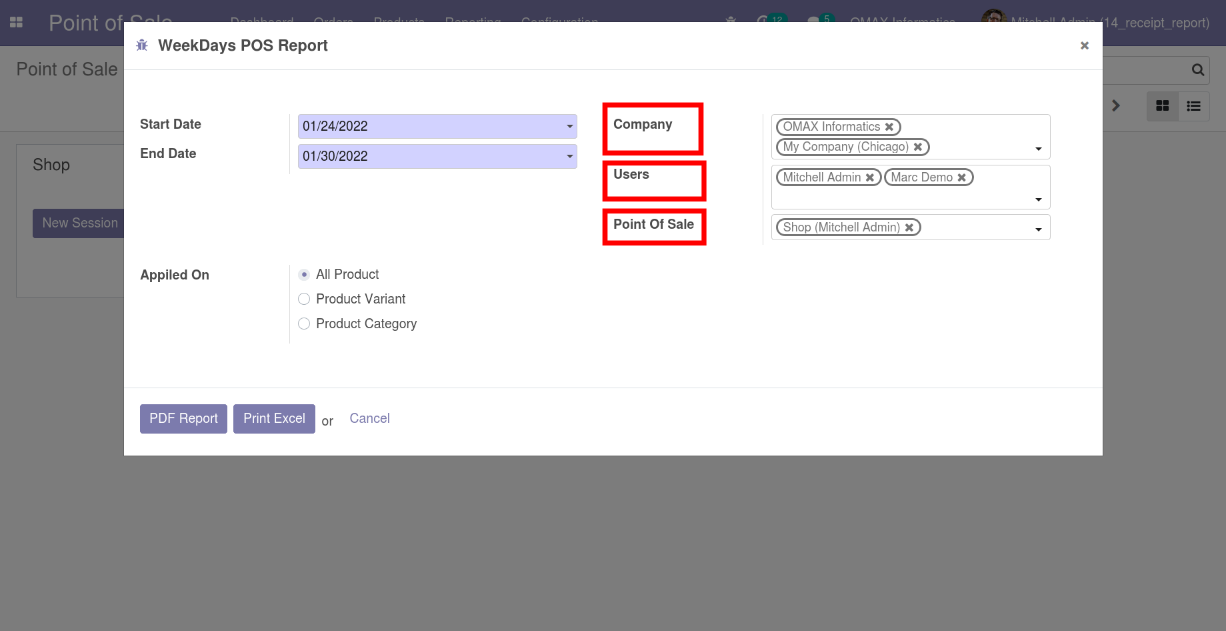 Point of Sale
Dashboard Orders Products Reporting Configuration
12
5
OMAX Informatics
Mitchell Admin (14_receipt_report)
Point of Sale
Shop
New Session
WeekDays POS Report
Start Date 01/24/2022
End Date 01/30/2022
Company
OMAX Informatics
My Company (Chicago)
Users
Mitchell Admin Marc Demo
Point Of Sale
Shop (Mitchell Admin)
Appiled On
All Product
Product Variant
Product Category
PDF Report Print Excel or Cancel